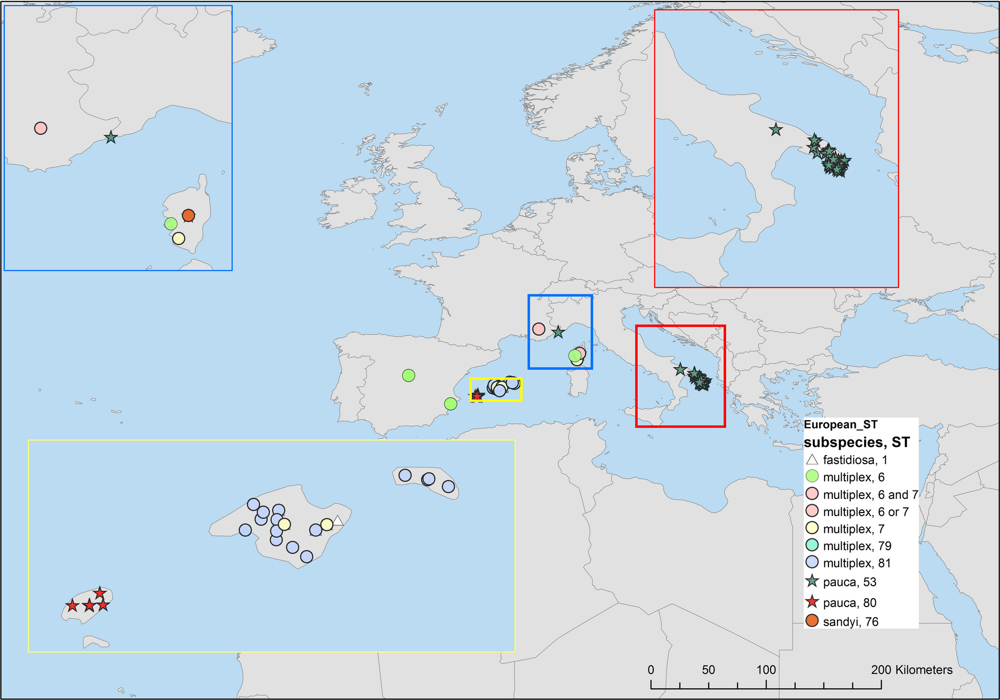 European_ST
subspecies, ST
fastidiosa, 1
multiplex, 6
multiplex, 6 and 7
multiplex, 6 or 7
multiplex, 7
multiplex, 79
multiplex, 81
pauca, 53
pauca, 80
sandyi, 76
0 50 100 200 Kilometers